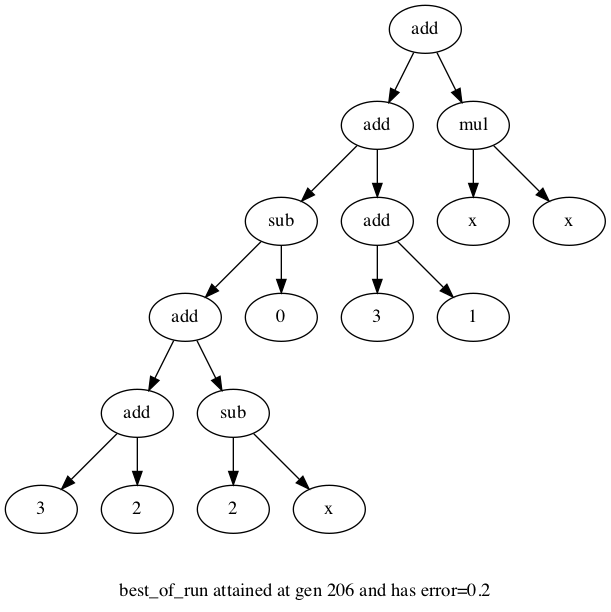 add
add
mul
sub
add
x
x
add
0
3
1
add
sub
3
2
2
x
best_of_run attained at gen 206 and has error=0.2